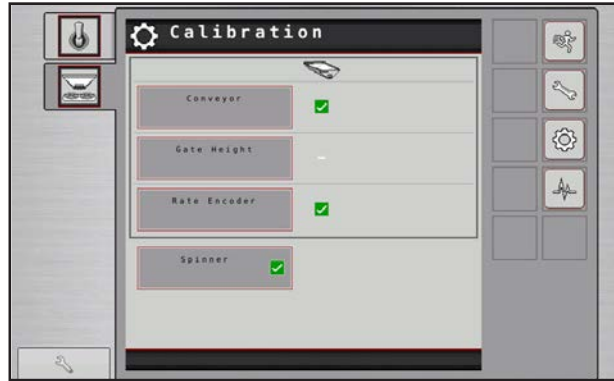 Calibration
Conveyor
Gate Height
Rate Encoder
Spinner